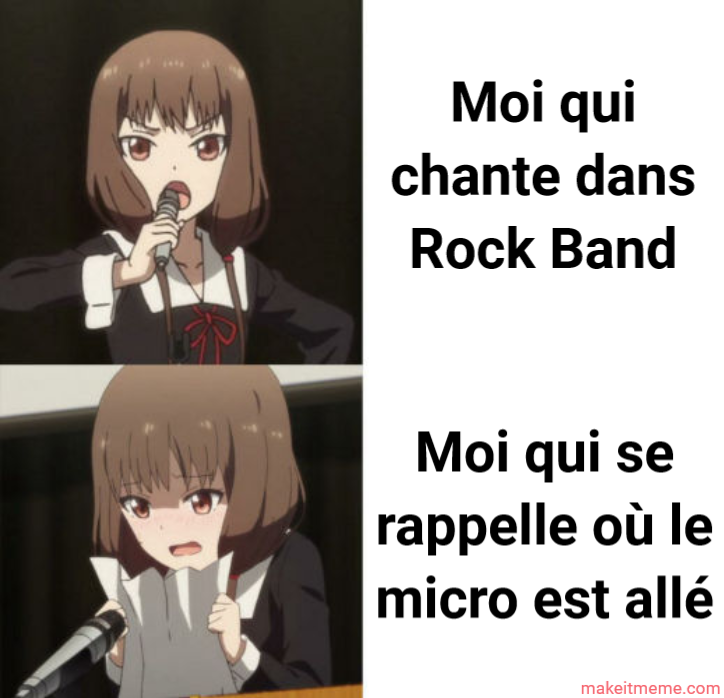 Moi qui
chante dans
Rock Band
Moi qui se
rappelle où le
micro est allé
makeitmeme.com